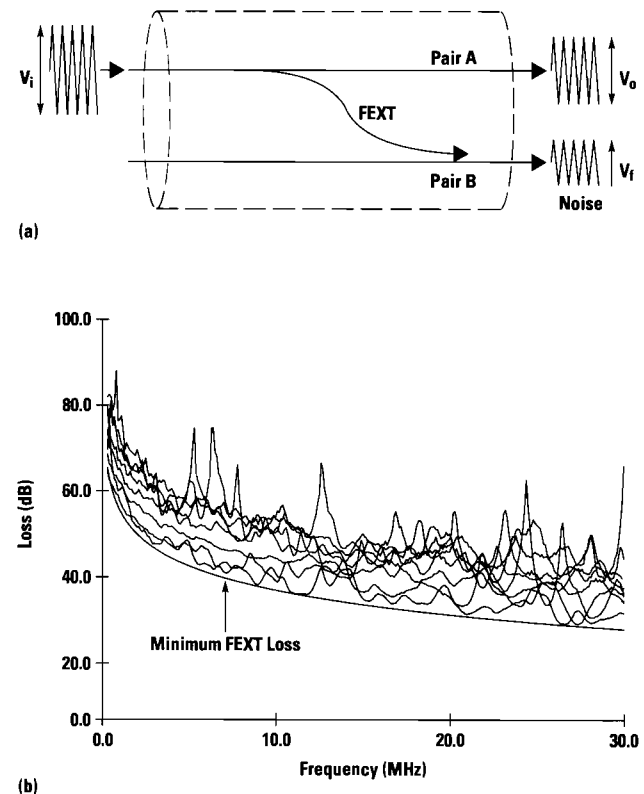 Pair A
Vi
Vo
FEXT
Pair B
Vf
Noise
(a)
100.0
80.0
60.0
40.0
20.0
0.0
Loss (dB)
Minimum FEXT Loss
0.0 10.0 20.0 30.0
Frequency (MHz)
(b)